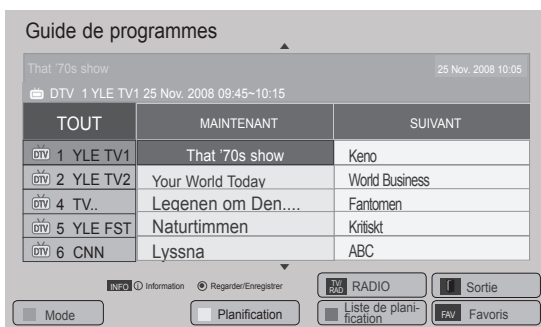 Guide de programmes
That '70s show 25 Nov. 2008 10:05
DTV 1 YLE TV1 25 Nov. 2008 09:45~10:15
TOUT MAINTENANT SUIVANT
DTV 1 YLE TV1 That '70s show Keno
DTV 2 YLE TV2 Your World Today World Business
DTV 4 TV.. Legenen om Den.... Fantomen
DTV 5 YLE FST Naturtimmen Kritiskt
DTV 6 CNN Lyssna ABC
INFO i Information Regarder/Enregistrer TV/RAD RADIO Sortie
Mode Planification Liste de plani-
fication FAV Favoris